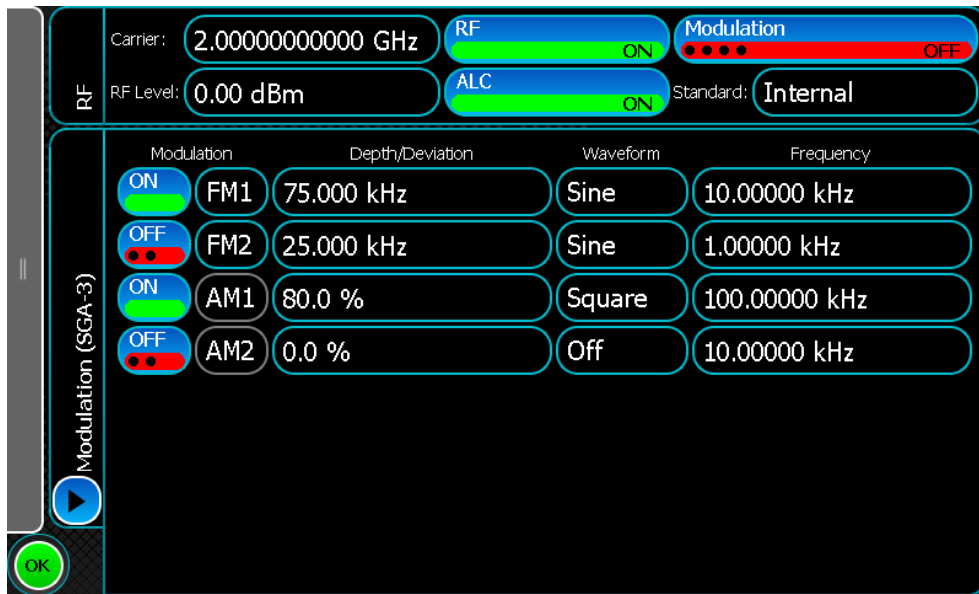 RF
Carrier: 2.00000000000 GHz RF ON Modulation OFF
RF Level: 0.00 dBm ALC ON Standard: Internal
Modulation (SGA-3)
Modulation Depth/Deviation Waveform Frequency
ON FM1 75.000 kHz Sine 10.00000 kHz
OFF FM2 25.000 kHz Sine 1.00000 kHz
ON AM1 80.0 % Square 100.00000 kHz
OFF AM2 0.0 % Off 10.00000 kHz
OK